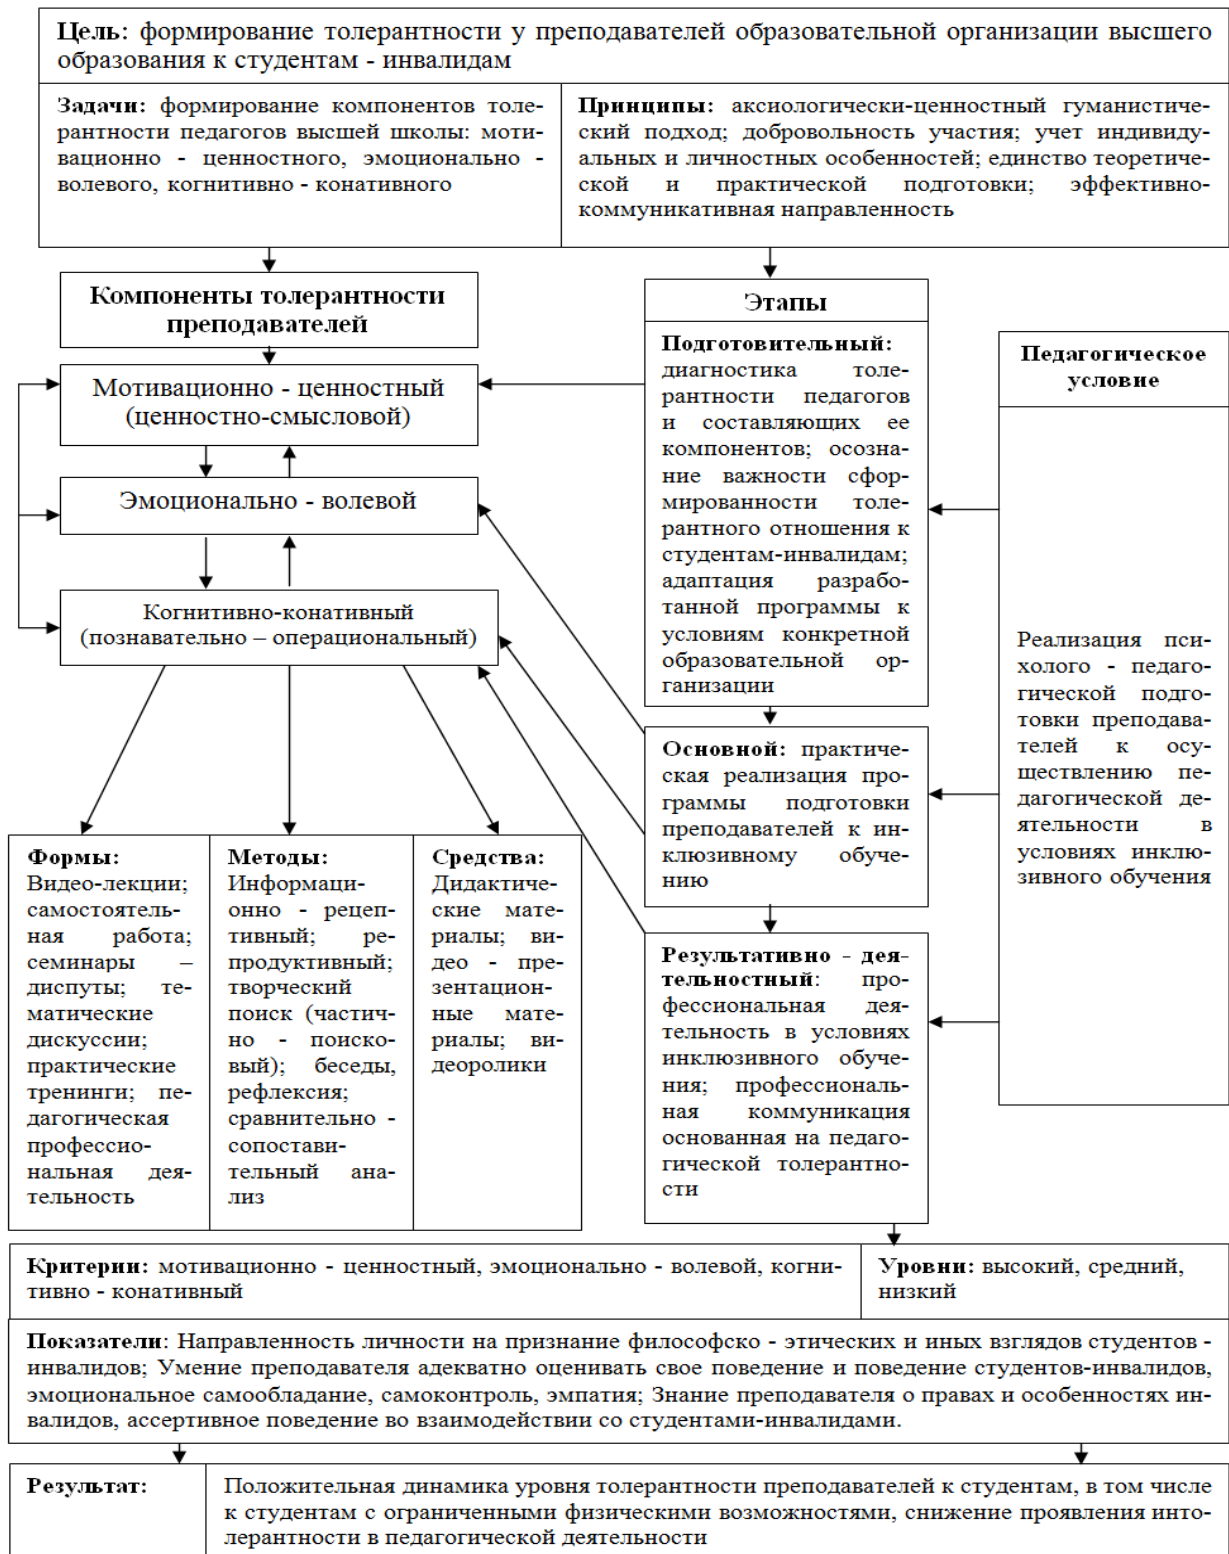 Цель: формирование толерантности у преподавателей образовательной организации высшего
образования к студентам - инвалидам
Задачи: формирование компонентов толе-
рантности педагогов высшей школы: моти-
вационно - ценностного, эмоционально -
волевого, когнитивно - конативного
Принципы: аксиологически-ценностный гуманистиче-
ский подход; добровольность участия; учет индивиду-
альных и личностных особенностей; единство теоретиче-
ской и практической подготовки; эффективно-
коммуникативная направленность
Компоненты толерантности
преподавателей
Мотивационно - ценностный
(ценностно-смысловой)
Эмоционально - волевой
Когнитивно-конативный
(познавательно – операциональный)
Этапы
Подготовительный:
диагностика толе-
рантности педагогов
и составляющих ее
компонентов; осозна-
ние важности сфор-
мированности толе-
рантного отношения к
студентам-инвалидам;
адаптация разрабо-
танной программы к
условиям конкретной
образовательной ор-
ганизации
Основной: практиче-
ская реализация про-
граммы подготовки
преподавателей к ин-
клюзивному обуче-
нию
Результативно - дея-
тельностный: про-
фессиональная дея-
тельность в условиях
инклюзивного обуче-
ния; профессиональ-
ная коммуникация
основанная на педаго-
гической толерантно-
сти
Педагогическое
условие
Реализация пси-
холого - педаго-
гической подго-
товки преподава-
телей к осу-
ществлению пе-
дагогической де-
ятельности в
условиях инклю-
зивного обучения
Формы:
Видео-лекции;
самостоятель-
ная работа;
семинары –
диспуты; те-
матические
дискуссии;
практические
тренинги; пе-
дагогическая
профессио-
нальная дея-
тельность
Методы:
Информаци-
онно - рецеп-
тивный; ре-
продуктивный;
творческий
поиск (частич-
но - поиско-
вый); беседы,
рефлексия;
сравнительно -
сопостави-
тельный ана-
лиз
Средства:
Дидактиче-
ские мате-
риалы; ви-
део - пре-
зентацион-
ные мате-
риалы; ви-
деоролики
Критерии: мотивационно - ценностный, эмоционально - волевой, когни-
тивно - конативный
Уровни: высокий, средний,
низкий
Показатели: Направленность личности на признание философско - этических и иных взглядов студентов -
инвалидов; Умение преподавателя адекватно оценивать свое поведение и поведение студентов-инвалидов,
эмоциональное самообладание, самоконтроль, эмпатия; Знание преподавателя о правах и особенностях ин-
валидов, ассертивное поведение во взаимодействии со студентами-инвалидами.
Результат:
Положительная динамика уровня толерантности преподавателей к студентам, в том числе
к студентам с ограниченными физическими возможностями, снижение проявления инто-
лерантности в педагогической деятельности